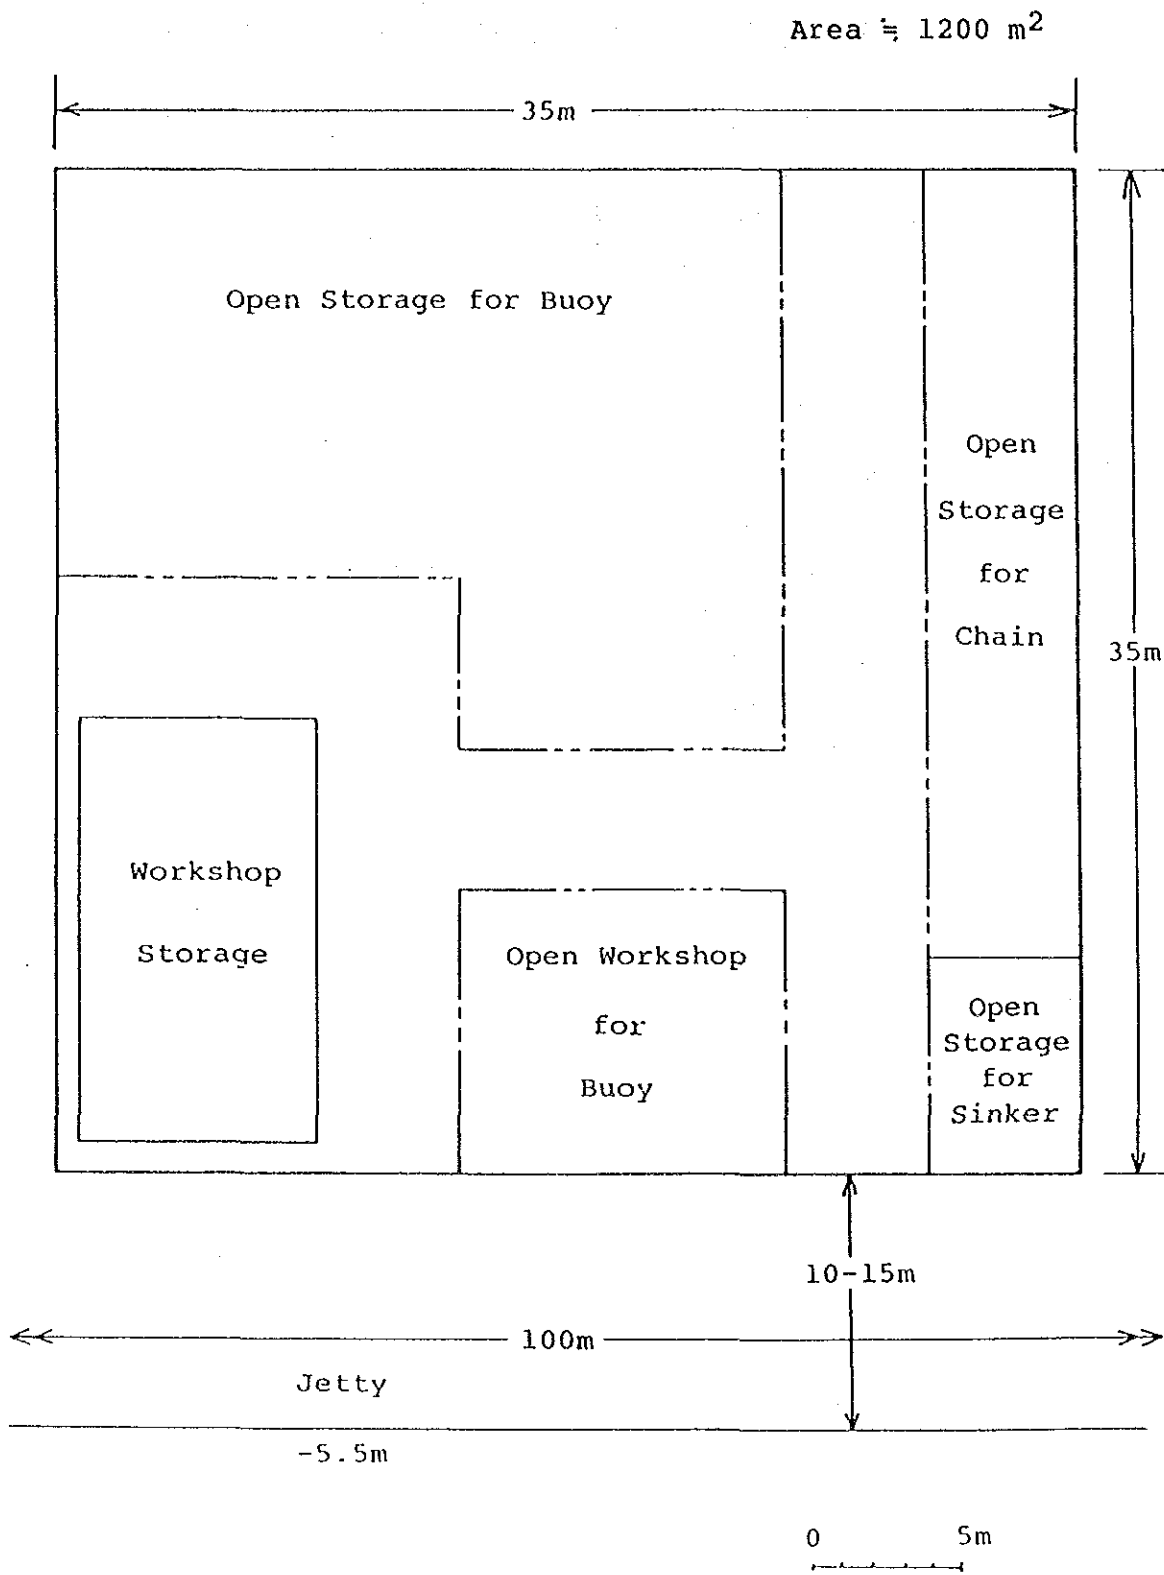 Area ≒ 1200 m²
35m
Open Storage for Buoy
Open
Storage
for
Chain
35m
Workshop
Storage
Open Workshop
for
Buoy
Open
Storage
for
Sinker
10-15m
100m
Jetty
-5.5m
0 5m